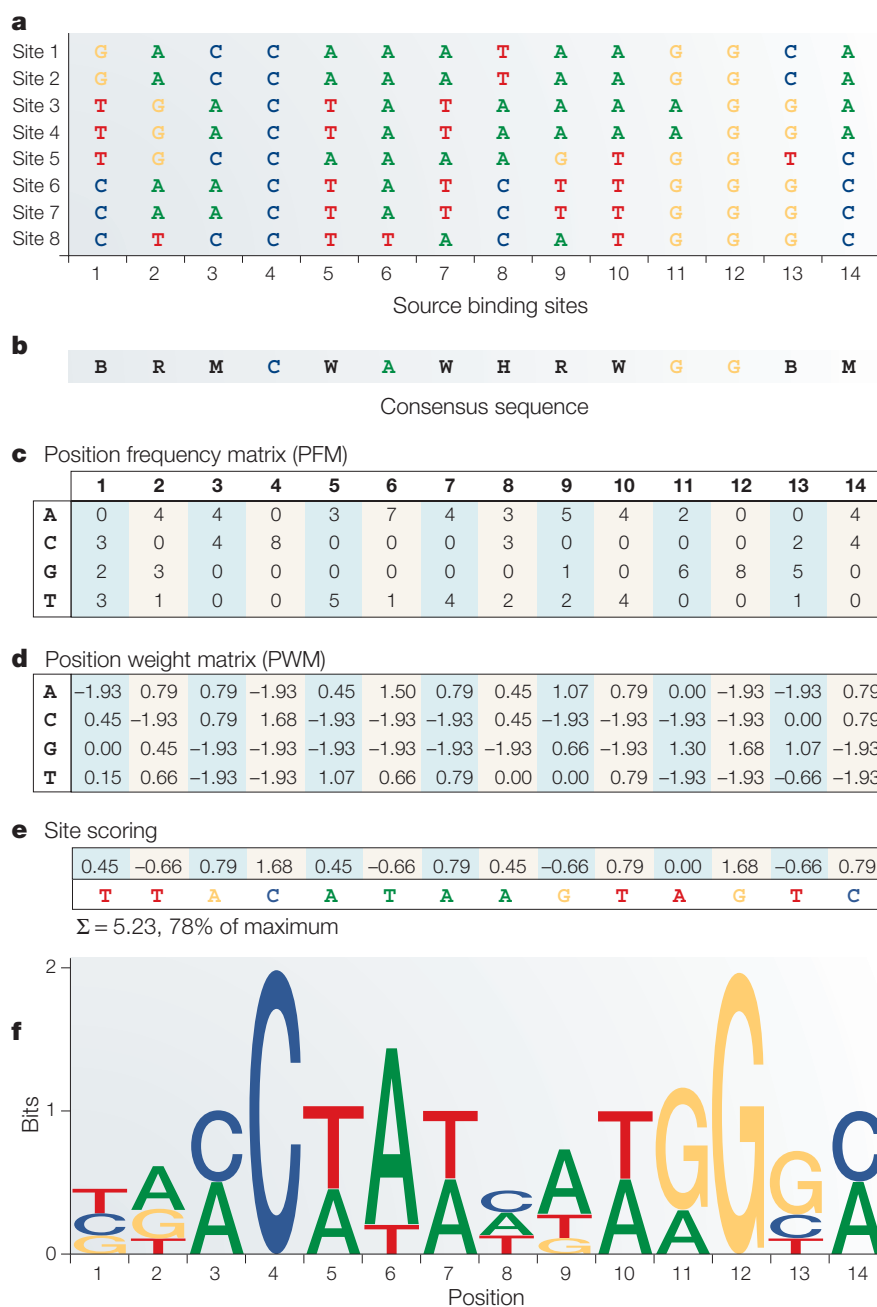 a
Site 1 G A C C A A A T A A G G C A
Site 2 G A C C A A A T A A G G C A
Site 3 T G A C T A T A A A A G G A
Site 4 T G A C T A T A A A A G G A
Site 5 T G C C A A A A G T G G T C
Site 6 C A A C T A T C T T G G G C
Site 7 C A A C T A T C T T G G G C
Site 8 C T C C T T A C A T G G G C
1 2 3 4 5 6 7 8 9 10 11 12 13 14
Source binding sites
b
B R M C W A W H R W G G B M
Consensus sequence
c Position frequency matrix (PFM)
1 2 3 4 5 6 7 8 9 10 11 12 13 14
A 0 4 4 0 3 7 4 3 5 4 2 0 0 4
C 3 0 4 8 0 0 0 3 0 0 0 0 2 4
G 2 3 0 0 0 0 0 0 1 0 6 8 5 0
T 3 1 0 0 5 1 4 2 2 4 0 0 1 0
d Position weight matrix (PWM)
A −1.93 0.79 0.79 −1.93 0.45 1.50 0.79 0.45 1.07 0.79 0.00 −1.93 −1.93 0.79
C 0.45 −1.93 0.79 1.68 −1.93 −1.93 −1.93 0.45 −1.93 −1.93 −1.93 −1.93 0.00 0.79
G 0.00 0.45 −1.93 −1.93 −1.93 −1.93 −1.93 −1.93 0.66 −1.93 1.30 1.68 1.07 −1.93
T 0.15 0.66 −1.93 −1.93 1.07 0.66 0.79 0.00 0.00 0.79 −1.93 −1.93 −0.66 −1.93
e Site scoring
0.45 −0.66 0.79 1.68 0.45 −0.66 0.79 0.45 −0.66 0.79 0.00 1.68 −0.66 0.79
T T A C A T A A G T A G T C
Σ = 5.23, 78% of maximum
f
2
1
0
Bits
T C G
A G T
C A
C
T A
A T
T A
C A T
A T G
T A
G A
G
G C T
C A
1 2 3 4 5 6 7 8 9 10 11 12 13 14
Position